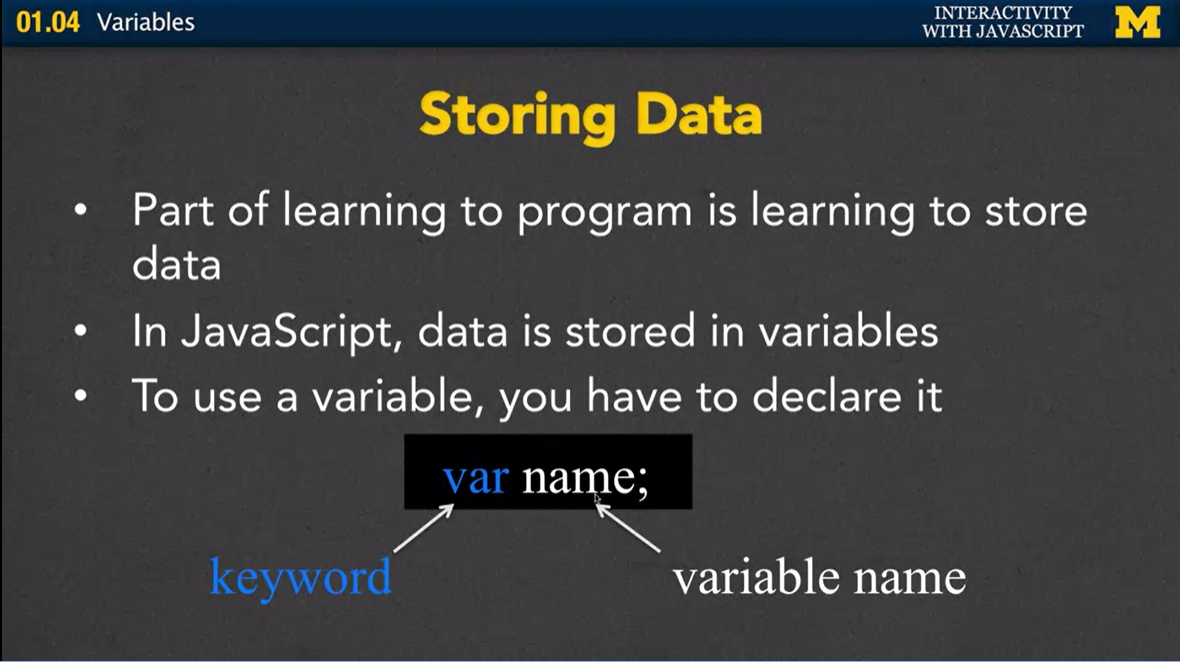 01.04 Variables
INTERACTIVITY
WITH JAVASCRIPT
M
Storing Data
• Part of learning to program is learning to store
data
• In JavaScript, data is stored in variables
• To use a variable, you have to declare it
var name;
keyword
variable name